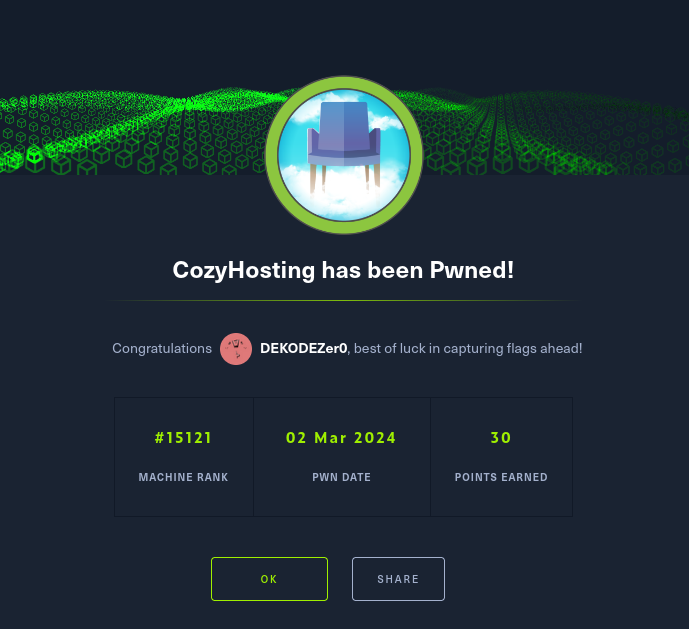 CozyHosting has been Pwned!
Congratulations DEKODEZer0, best of luck in capturing flags ahead!
#15121 02 Mar 2024 30
MACHINE RANK PWN DATE POINTS EARNED
OK SHARE